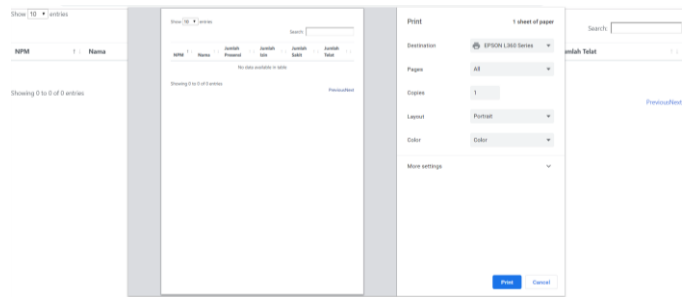 Show 10 entries
Search:
NPM Nama
mlah Telat
Showing 0 to 0 of 0 entries
PreviousNext
Show 10 entries
Search:
NPM Nama Jumlah Presensi Jumlah Izin Jumlah Sakit Jumlah Telat
No data available in table
Showing 0 to 0 of 0 entries
PreviousNext
Print 1 sheet of paper
Destination EPSON L360 Series
Pages All
Copies 1
Layout Portrait
Color Color
More settings
Print Cancel